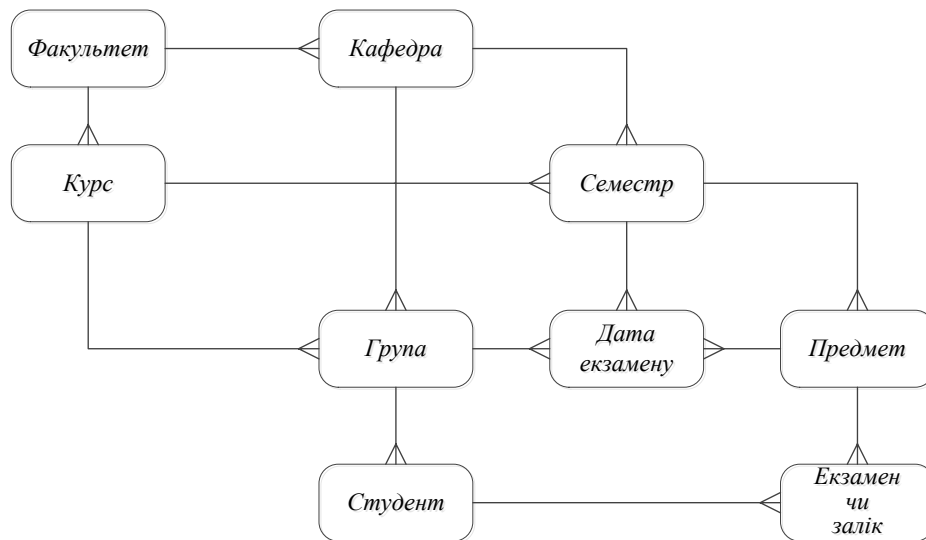 Факультет
Кафедра
Курс
Семестр
Група
Дата
екзамену
Предмет
Студент
Екзамен
чи
залік